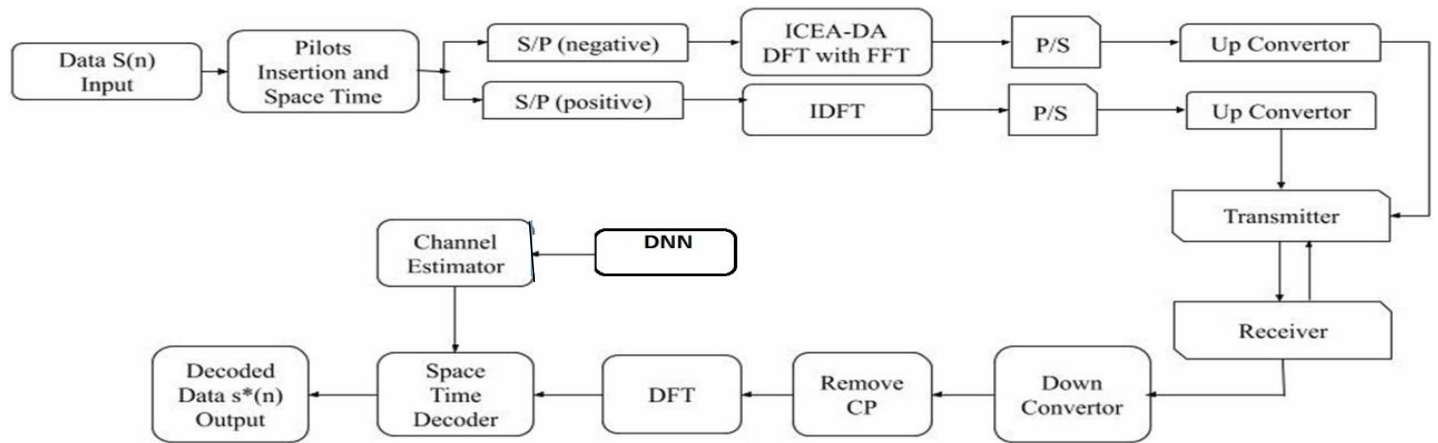 Data S(n)
Input
Pilots
Insertion and
Space Time
S/P (negative)
ICEA-DA
DFT with FFT
P/S
Up Convertor
S/P (positive)
IDFT
P/S
Up Convertor
Transmitter
Receiver
Channel
Estimator
DNN
Decoded
Data s*(n)
Output
Space
Time
Decoder
DFT
Remove
CP
Down
Convertor